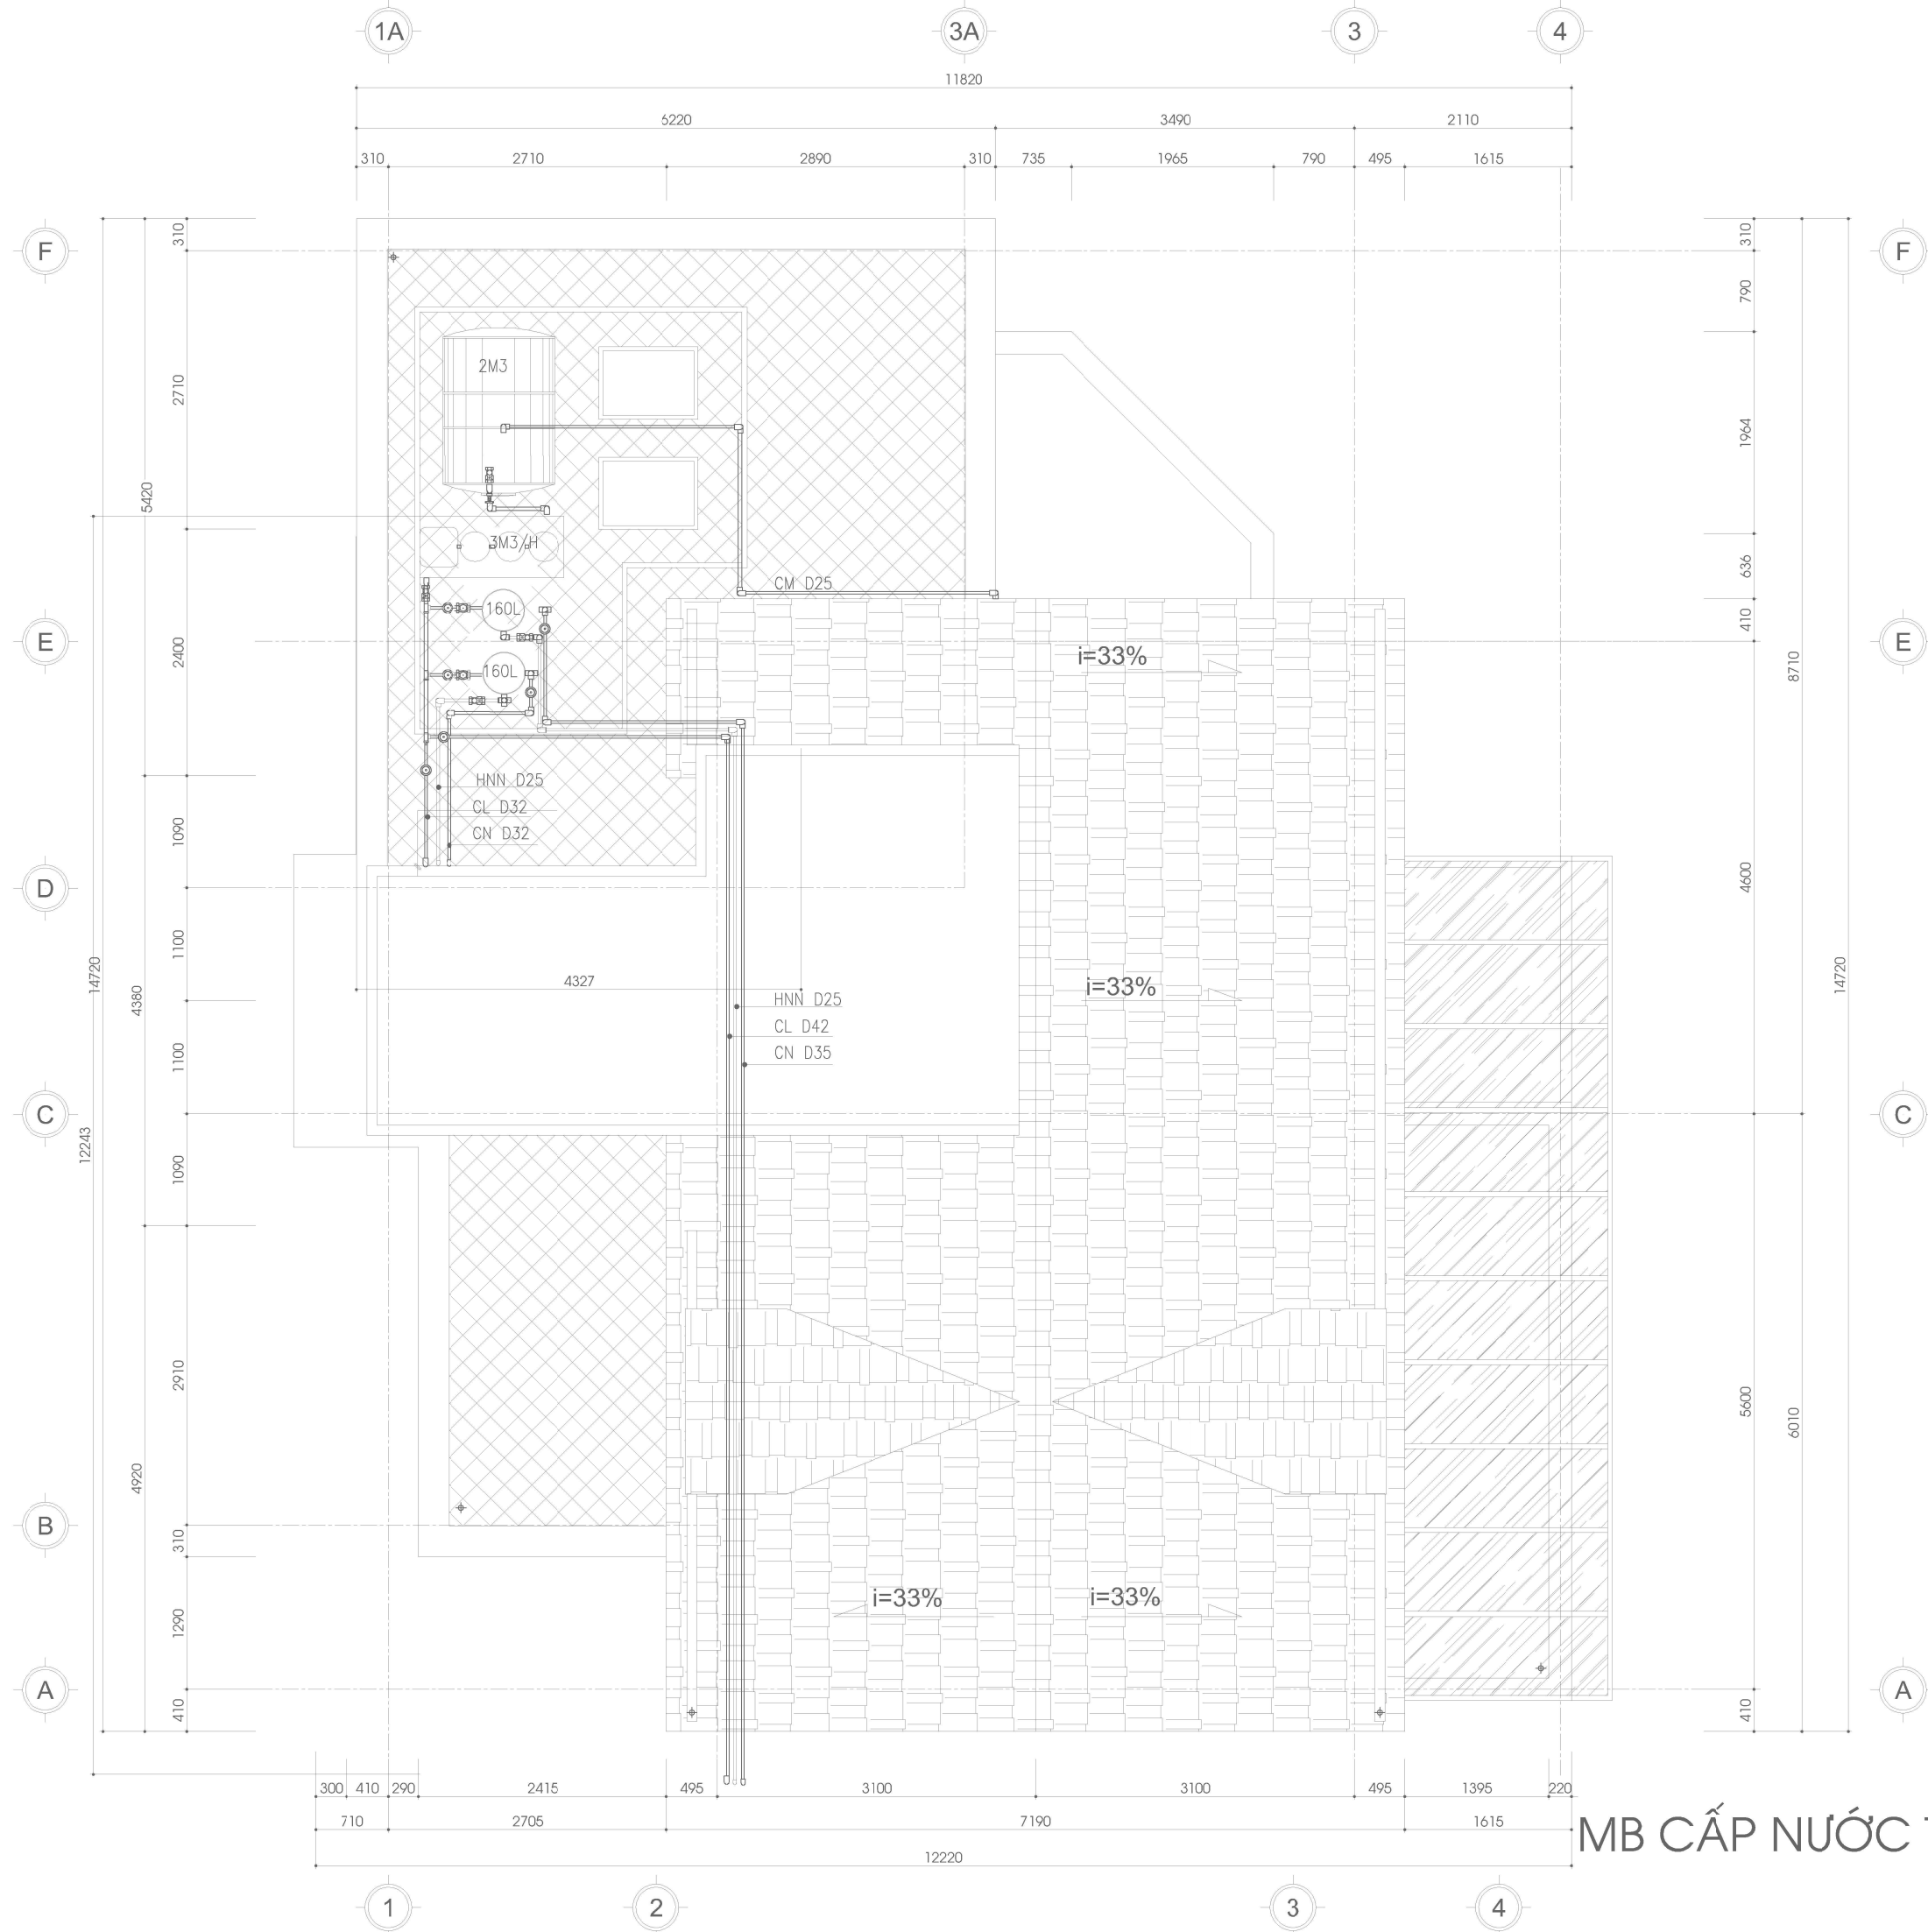 1A 3A 3 4
11820
6220 3490 2110
310 2710 2890 310 735 1965 790 495 1615
F F
310 310
790
2M3
2710
1964
5420
3M3/H
636
CM D25
160L
410
E E
i=33%
2400
8710
160L
HNN D25
CL D32
CN D32
1090
4600
D
1100
14720 4327 14720
4380
i=33%
HNN D25
CL D42
CN D35
1100
C C
12243
1090
2910
5600
6010
4920
B
310
i=33% i=33%
1290
A A
410 410
300 410 290 2415 495 3100 3100 495 1395 220
710 2705 7190 1615
MB CẤP NƯỚC
12220
1 2 3 4